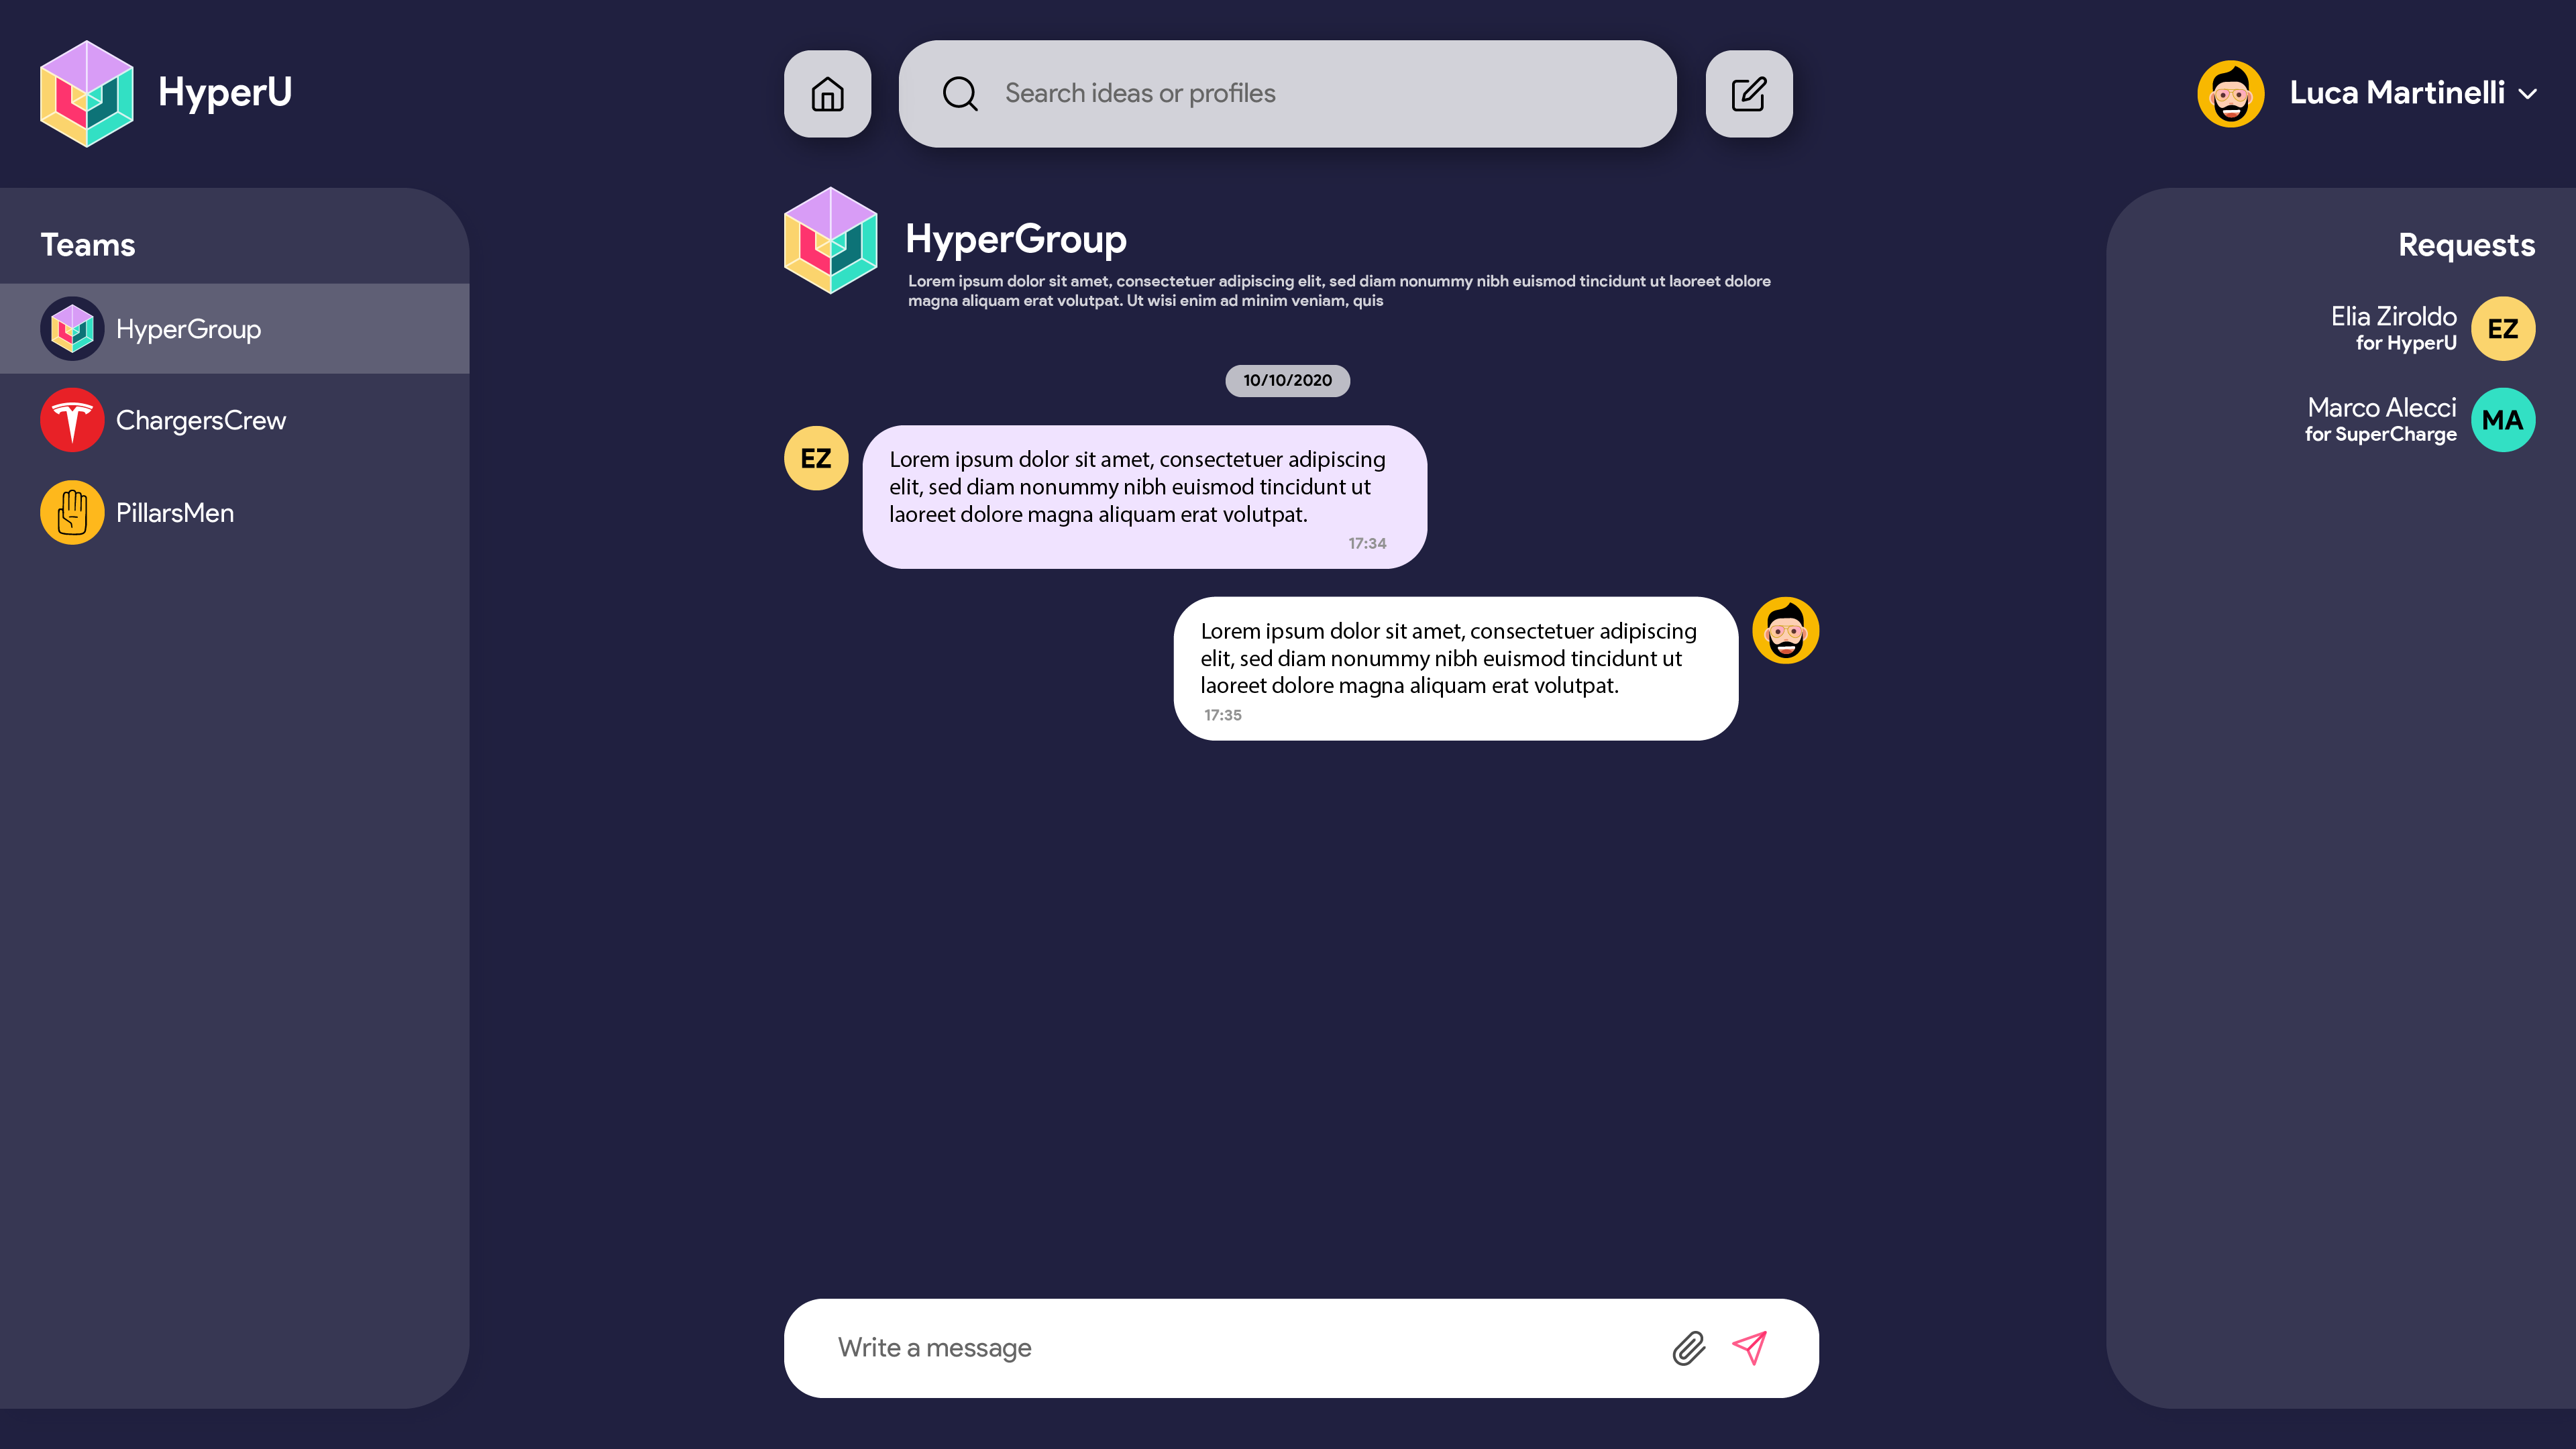 HyperU
Search ideas or profiles
Luca Martinelli
Teams
HyperGroup
ChargersCrew
PillarsMen
HyperGroup
Lorem ipsum dolor sit amet, consectetuer adipiscing elit, sed diam nonummy nibh euismod tincidunt ut laoreet dolore
magna aliquam erat volutpat. Ut wisi enim ad minim veniam, quis
10/10/2020
EZ
Lorem ipsum dolor sit amet, consectetuer adipiscing
elit, sed diam nonummy nibh euismod tincidunt ut
laoreet dolore magna aliquam erat volutpat.
17:34
Lorem ipsum dolor sit amet, consectetuer adipiscing
elit, sed diam nonummy nibh euismod tincidunt ut
laoreet dolore magna aliquam erat volutpat.
17:35
Write a message
Requests
Elia Ziroldo
for HyperU
EZ
Marco Alecci
for SuperCharge
MA